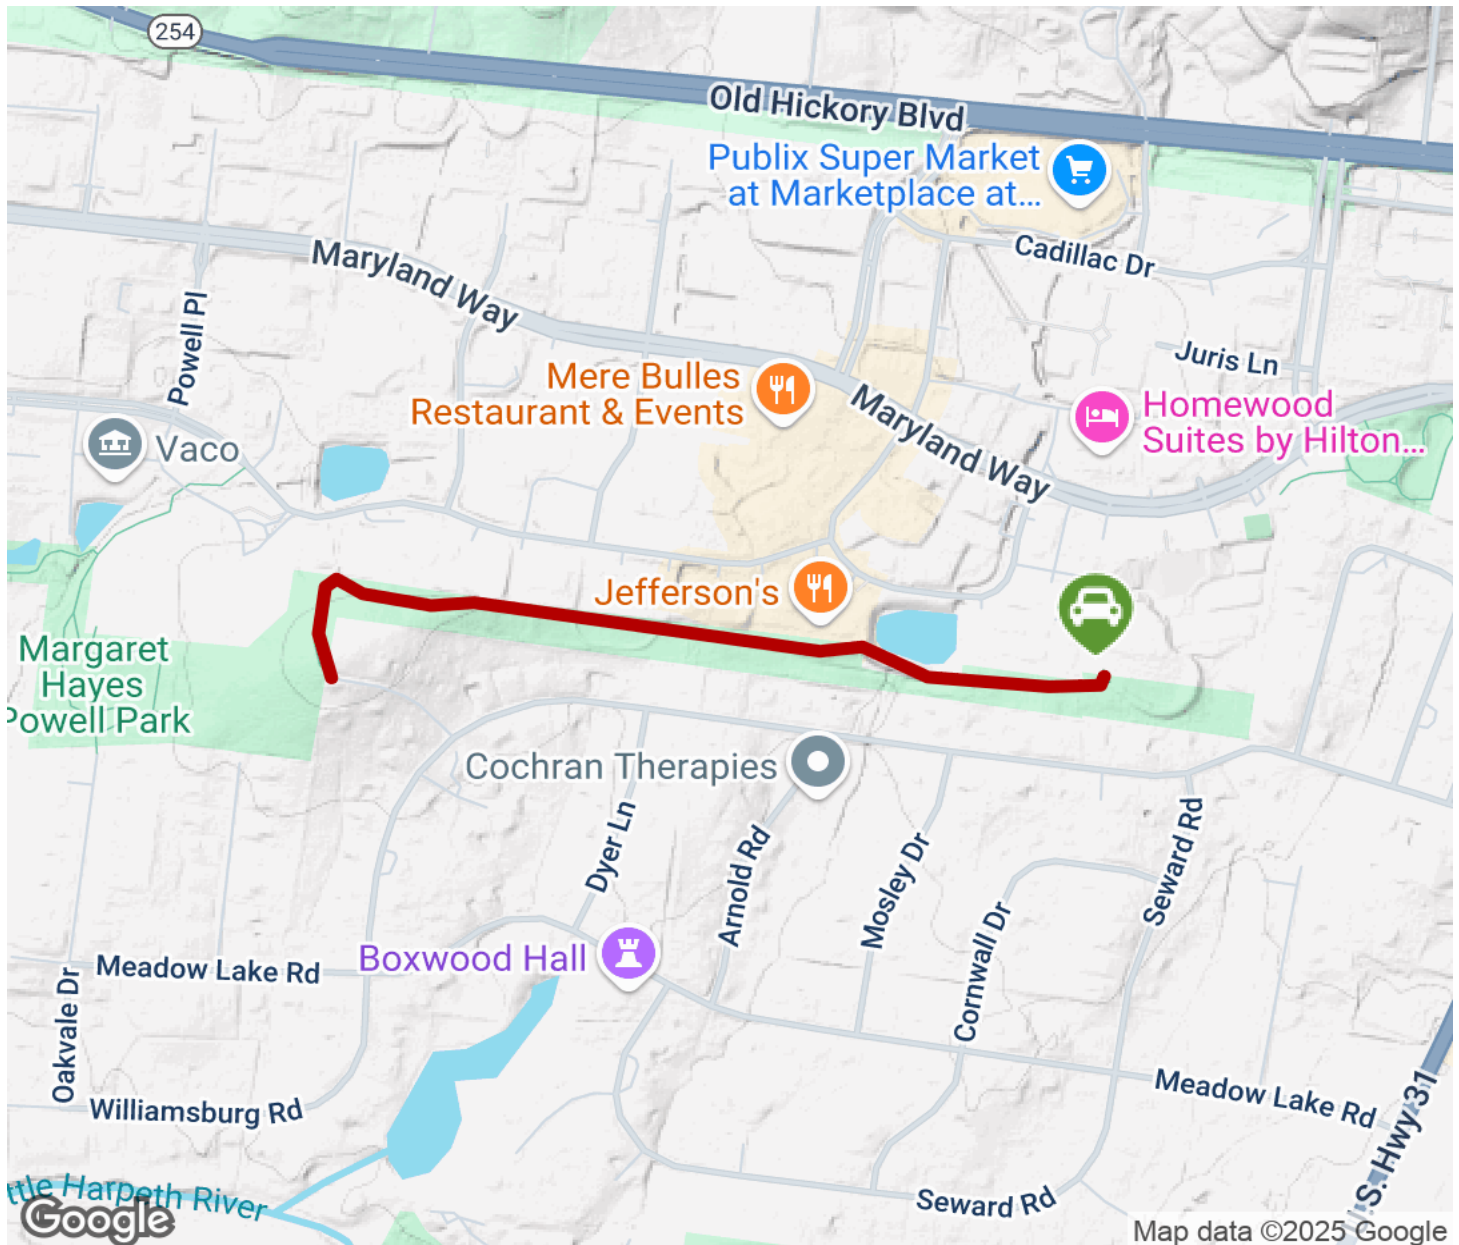 254
Old Hickory Blvd
Publix Super Market
at Marketplace at...
Cadillac Dr
Maryland Way
Powell Pl
Juris Ln
Mere Bulles
Restaurant & Events
Homewood
Suites by Hilton...
Maryland Way
Vaco
Jefferson's
Margaret
Hayes
Powell Park
Cochran Therapies
Dyer Ln
Arnold Rd
Mosley Dr
Seward Rd
Cornwall Dr
Boxwood Hall
Meadow Lake Rd
Oakvale Dr
Williamsburg Rd
Meadow Lake Rd
S. Hwy 31
ttle Harpeth River
Seward Rd
Google
Map data ©2025 Google